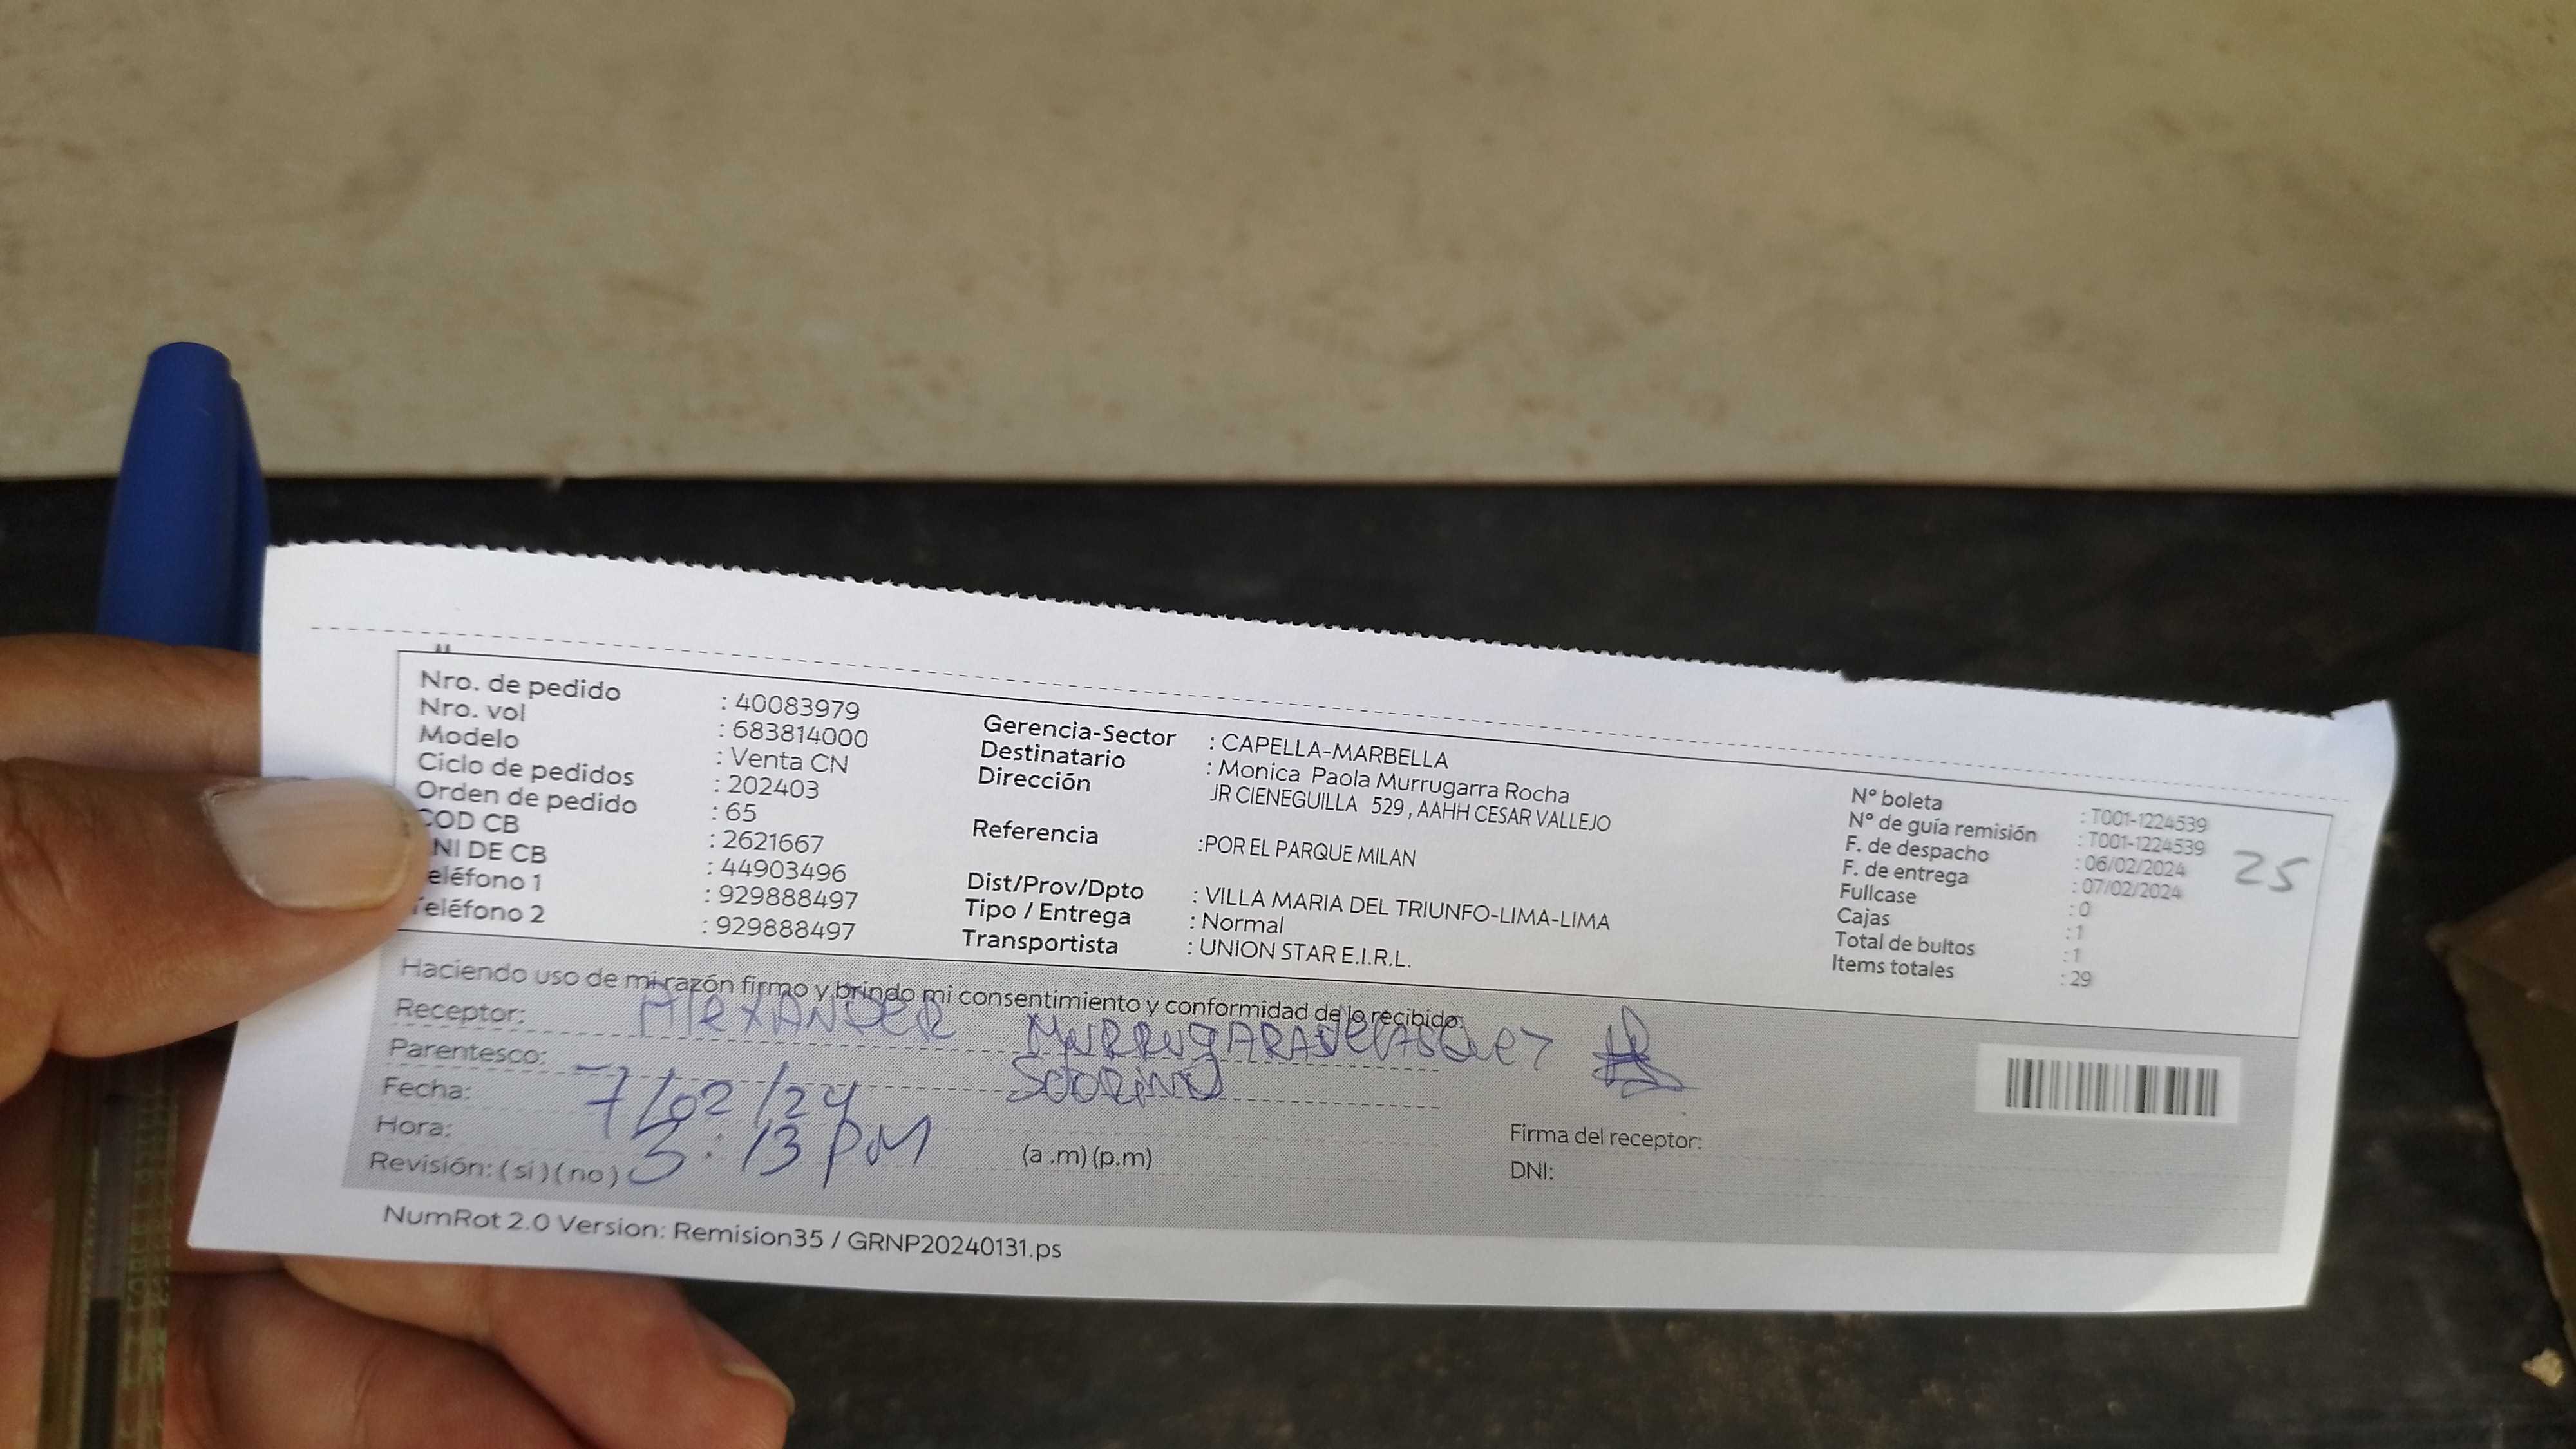 Nro. de pedido : 40083979
Nro. vol : 683814000
Modelo : Venta CN
Ciclo de pedidos : 202403
Orden de pedido : 65
COD CB : 2621667
NI DE CB : 44903496
eléfono 1 : 929888497
Teléfono 2 : 929888497
Gerencia-Sector : CAPELLA-MARBELLA
Destinatario : Monica Paola Murrugarra Rocha
Dirección JR CIENEGUILLA 529 , AAHH CESAR VALLEJO
Referencia :POR EL PARQUE MILAN
Dist/Prov/Dpto : VILLA MARIA DEL TRIUNFO-LIMA-LIMA
Tipo / Entrega : Normal
Transportista : UNION STAR E.I.R.L.
N° boleta : T001-1224539
N° de guía remisión : T001-1224539
F. de despacho : 06/02/2024
F. de entrega : 07/02/2024
Fullcase : 0
Cajas : 1
Total de bultos : 1
Items totales : 29
25
Haciendo uso de mi razón firmo y brindo mi consentimiento y conformidad de lo recibido:
Receptor: AlexANDER
Parentesco: SOBRINO
Fecha: 7/02/24
Hora: 3:13 PM (a .m) (p.m)
Revisión: ( si ) ( no )
Firma del receptor:
DNI:
NumRot 2.0 Version: Remision35 / GRNP20240131.ps